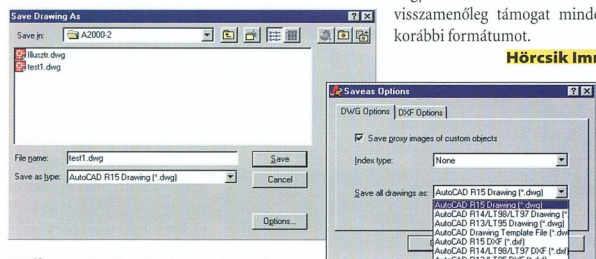 visszamenőleg támogat
korábbi formátumot.
Hörcsik
Save Drawing As
Save in: A2000-2
Illusztr.dwg
test1.dwg
File name: test1.dwg
Save
Save as type: AutoCAD R15 Drawing (*.dwg)
Cancel
Options...
Saveas Options
DWG Options DXF Options
Save proxy images of custom objects
Index type: None
Save all drawings as: AutoCAD R15 Drawing (*.dwg)
AutoCAD R15 Drawing (*.dwg)
AutoCAD R14/LT98/LT97 Drawing (*.
AutoCAD R13/LT95 Drawing (*.dwg)
AutoCAD Drawing Template File (*.dw
AutoCAD R15 DXF (*.dxf)
AutoCAD R14/LT98/LT97 DXF (*.dxf)